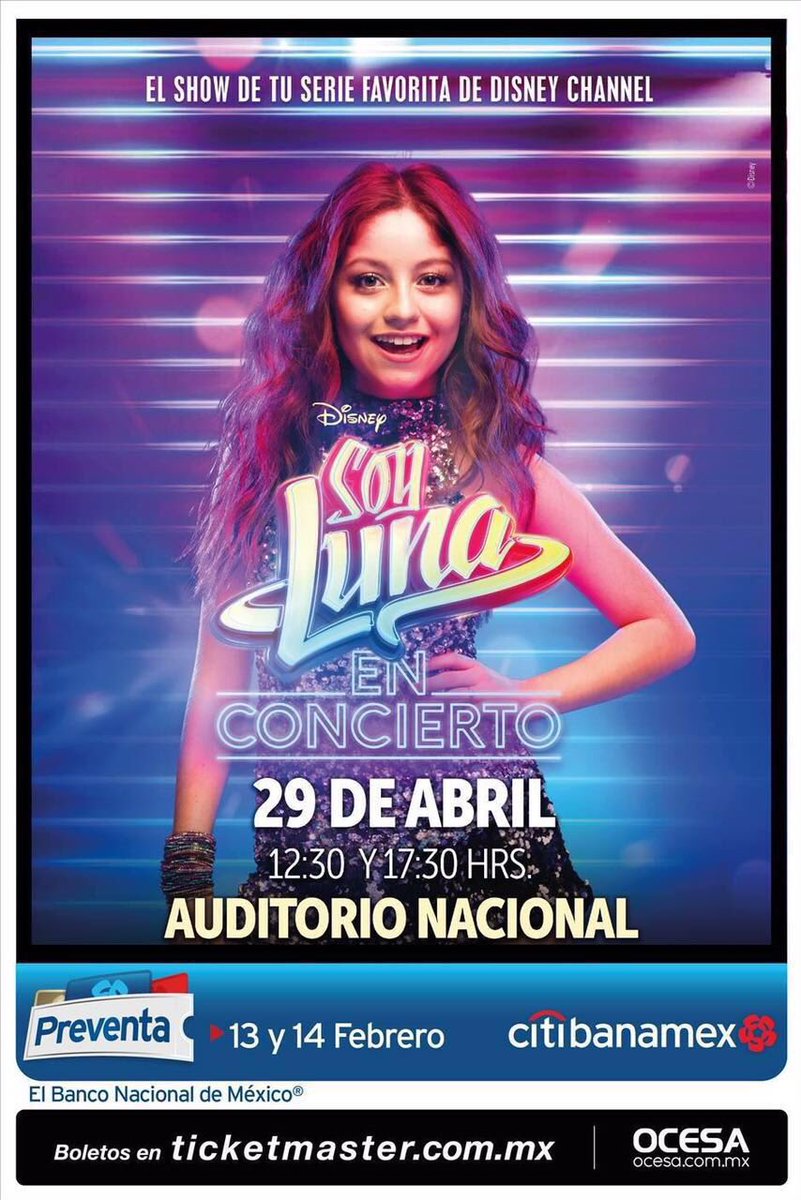 EL SHOW DE TU SERIE FAVORITA DE DISNEY CHANNEL
©Disney
Disney
Soy
Luna
EN
CONCIERTO
29 DE ABRIL
12:30 Y 17:30 HRS.
AUDITORIO NACIONAL
Preventa
13 y 14 Febrero
citibanamex
El Banco Nacional de México®
Boletos en ticketmaster.com.mx
OCESA
ocesa.com.mx